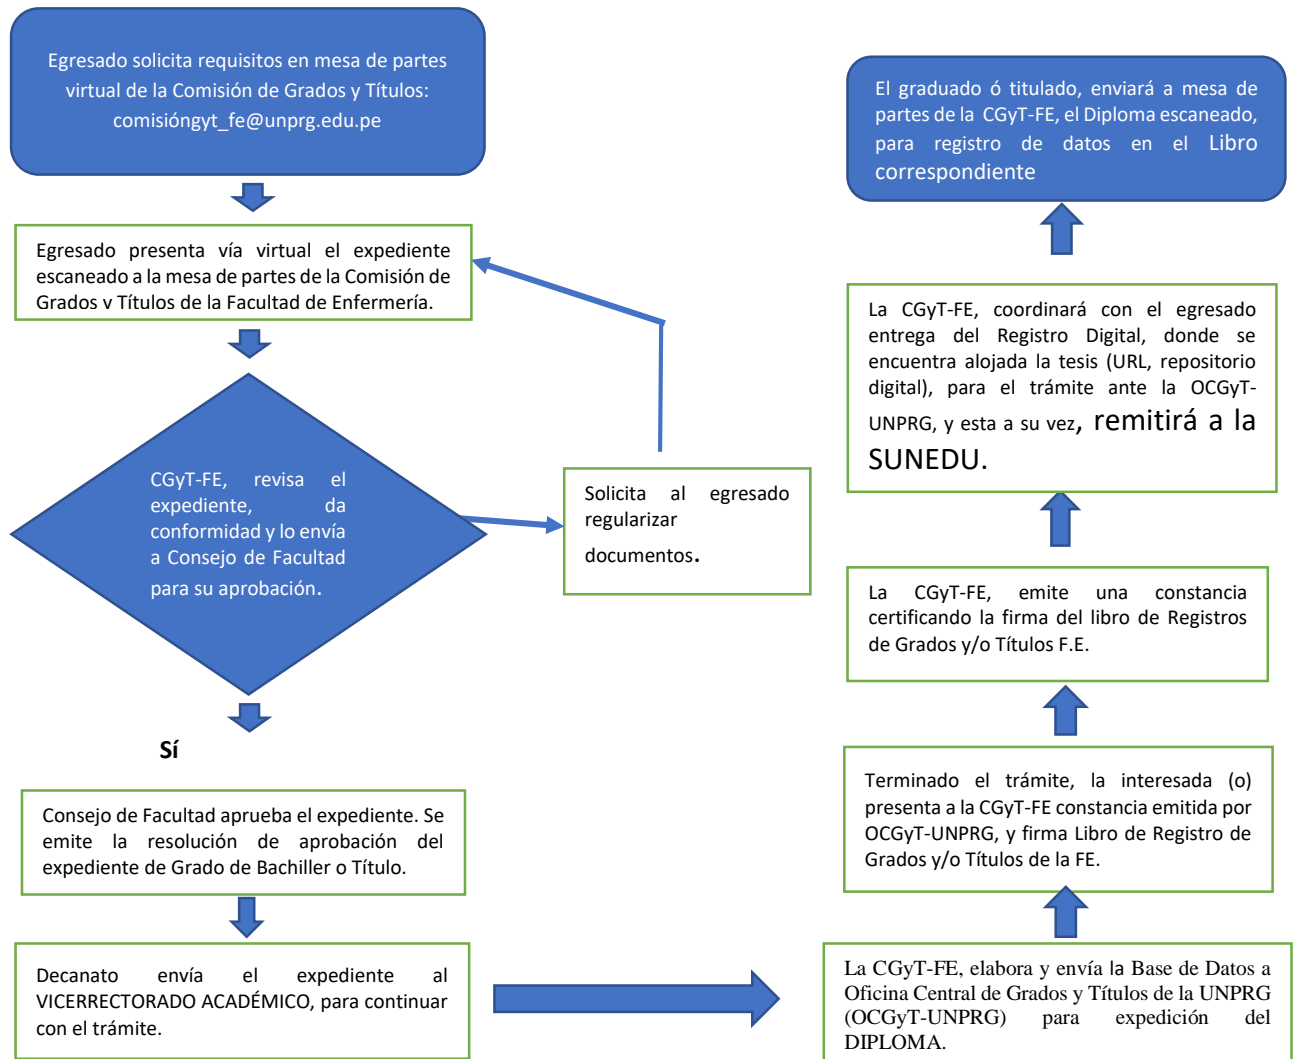 Egresado solicita requisitos en mesa de partes
virtual de la Comisión de Grados y Títulos:
comisióngyt_fe@unprg.edu.pe
Egresado presenta vía virtual el expediente
escaneado a la mesa de partes de la Comisión de
Grados y Títulos de la Facultad de Enfermería.
CGyT-FE, revisa el
expediente, da
conformidad y lo envía
a Consejo de Facultad
para su aprobación.
Solicita al egresado
regularizar
documentos.
Sí
Consejo de Facultad aprueba el expediente. Se
emite la resolución de aprobación del
expediente de Grado de Bachiller o Título.
Decanato envía el expediente al
VICERRECTORADO ACADÉMICO, para continuar
con el trámite.
La CGyT-FE, elabora y envía la Base de Datos a
Oficina Central de Grados y Títulos de la UNPRG
(OCGyT-UNPRG) para expedición del
DIPLOMA.
Terminado el trámite, la interesada (o)
presenta a la CGyT-FE constancia emitida por
OCGyT-UNPRG, y firma Libro de Registro de
Grados y/o Títulos de la FE.
La CGyT-FE, emite una constancia
certificando la firma del libro de Registros
de Grados y/o Títulos F.E.
La CGyT-FE, coordinará con el egresado
entrega del Registro Digital, donde se
encuentra alojada la tesis (URL, repositorio
digital), para el trámite ante la OCGyT-
UNPRG, y esta a su vez, remitirá a la
SUNEDU.
El graduado ó titulado, enviará a mesa de
partes de la CGyT-FE, el Diploma escaneado,
para registro de datos en el Libro
correspondiente